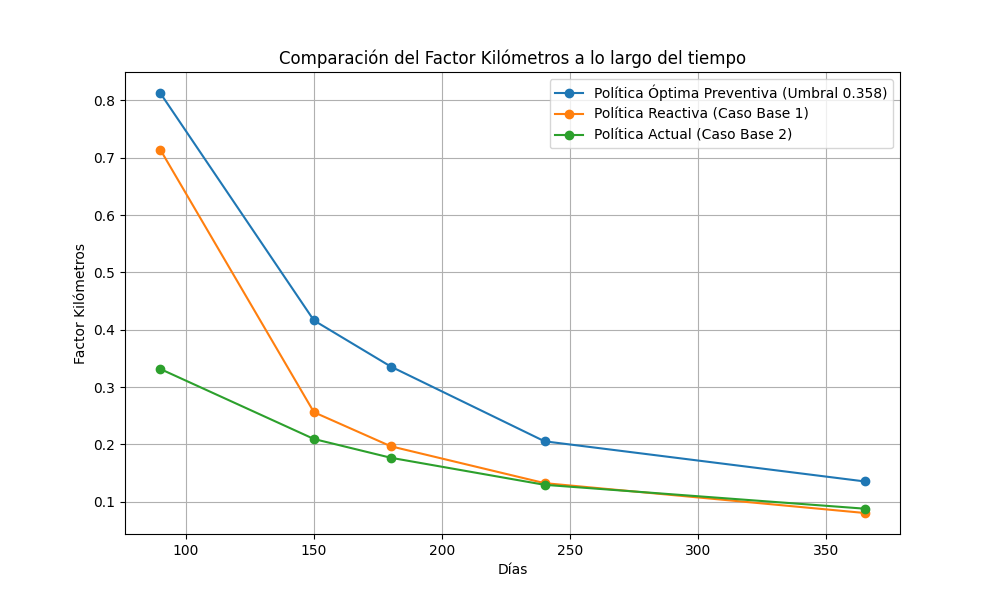 Comparación del Factor Kilómetros a lo largo del tiempo
Política Óptima Preventiva (Umbral 0.358)
Política Reactiva (Caso Base 1)
Política Actual (Caso Base 2)
Factor Kilómetros
0.8
0.7
0.6
0.5
0.4
0.3
0.2
0.1
100 150 200 250 300 350
Días